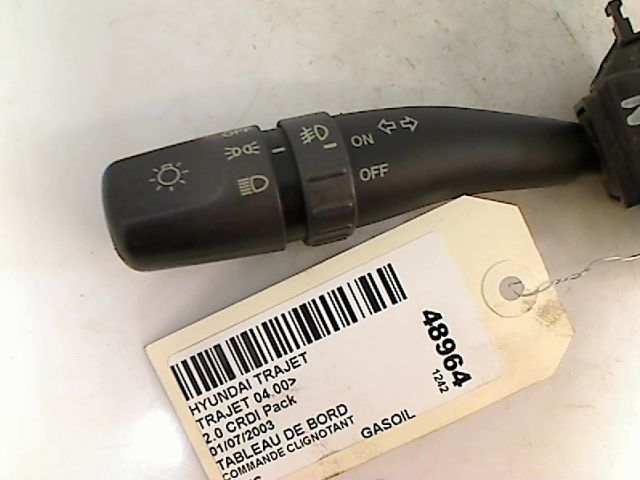 OFF
ON
OFF
48964
1242
HYUNDAI TRAJET
TRAJET 04.00>
2.0 CRDI Pack
01/07/2003
TABLEAU DE BORD
COMMANDE CLIGNOTANT
GASOIL